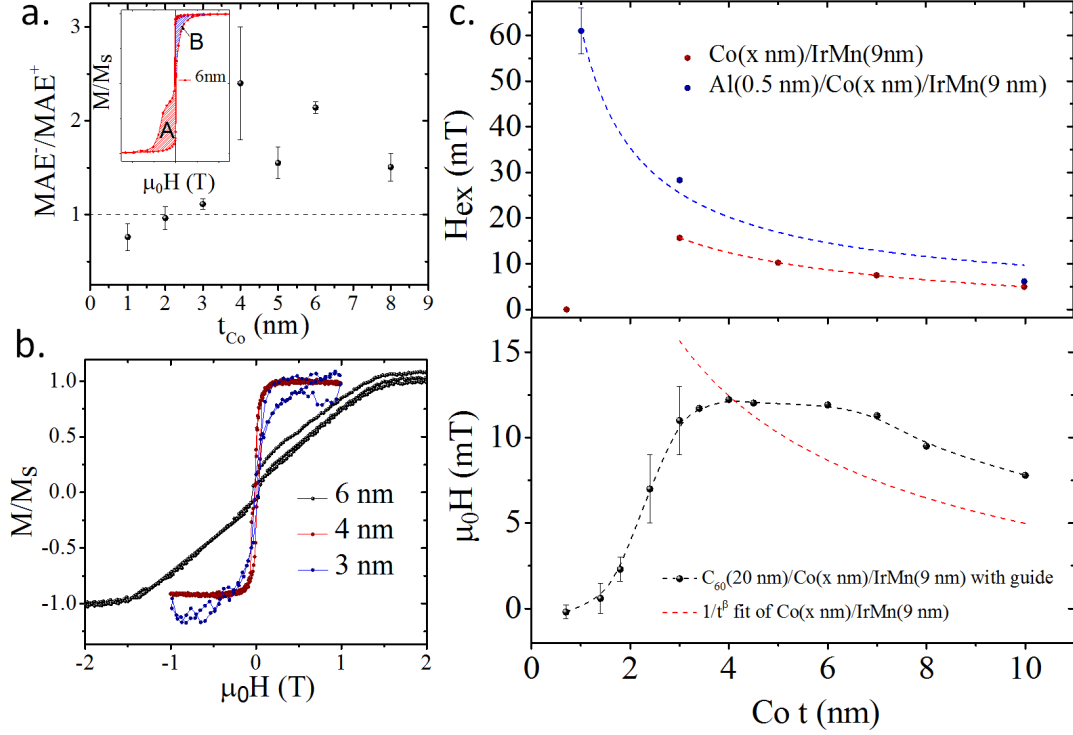 a.
3
2
1
MAE⁻/MAE⁺
M/Mₛ
B
6nm
A
μ₀H (T)
0 1 2 3 4 5 6 7 8 9
t_Co (nm)
b.
1.0
0.5
0.0
-0.5
-1.0
M/Mₛ
6 nm
4 nm
3 nm
-2 -1 0 1 2
μ₀H (T)
c.
60
50
40
30
20
10
0
Hₑₓ (mT)
Co(x nm)/IrMn(9nm)
Al(0.5 nm)/Co(x nm)/IrMn(9 nm)
15
10
5
0
μ₀H (mT)
C₆₀(20 nm)/Co(x nm)/IrMn(9 nm) with guide
1/t^β fit of Co(x nm)/IrMn(9 nm)
0 2 4 6 8 10
Co t (nm)